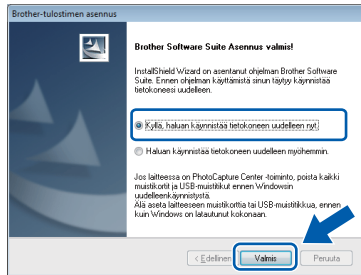 Brother-tulostimen asennus
Brother Software Suite Asennus valmis!
InstallShield Wizard on asentanut ohjelman Brother Software
Suite. Ennen ohjelman käyttämistä sinun täytyy käynnistää
tietokoneesi uudelleen.
Kyllä, haluan käynnistää tietokoneen uudelleen nyt.
Haluan käynnistää tietokoneen uudelleen myöhemmin.
Jos laitteessa on PhotoCapture Center -toiminto, poista kaikki
muistikortit ja USB-muistitikut ennen Windowsin
uudelleenkäynnistystä.
Älä aseta laitteeseen muistikorttia tai USB-muistitikkua, ennen
kuin Windows on latautunut kokonaan.
< Edellinen
Valmis
Peruuta